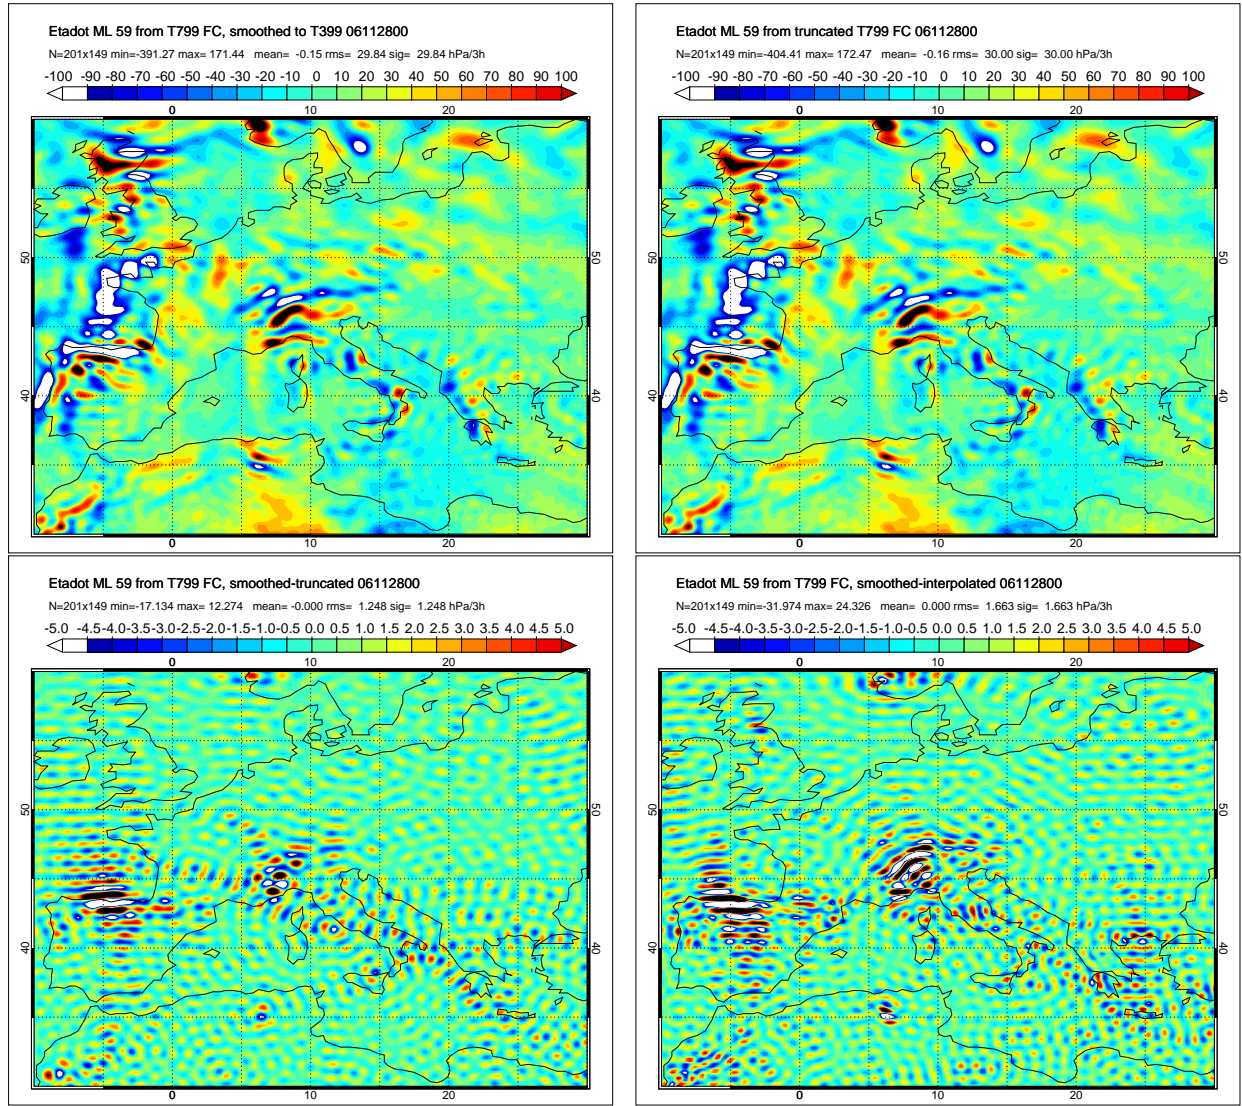 Etadot ML 59 from T799 FC, smoothed to T399 06112800
N=201x149 min=-391.27 max= 171.44 mean= -0.15 rms= 29.84 sig= 29.84 hPa/3h
-100 -90 -80 -70 -60 -50 -40 -30 -20 -10 0 10 20 30 40 50 60 70 80 90 100
0 10 20
50
40
0 10 20
Etadot ML 59 from truncated T799 FC 06112800
N=201x149 min=-404.41 max= 172.47 mean= -0.16 rms= 30.00 sig= 30.00 hPa/3h
-100 -90 -80 -70 -60 -50 -40 -30 -20 -10 0 10 20 30 40 50 60 70 80 90 100
0 10 20
50
40
0 10 20
Etadot ML 59 from T799 FC, smoothed-truncated 06112800
N=201x149 min=-17.134 max= 12.274 mean= -0.000 rms= 1.248 sig= 1.248 hPa/3h
-5.0 -4.5-4.0-3.5-3.0-2.5-2.0-1.5-1.0-0.5 0.0 0.5 1.0 1.5 2.0 2.5 3.0 3.5 4.0 4.5 5.0
0 10 20
50
40
0 10 20
Etadot ML 59 from T799 FC, smoothed-interpolated 06112800
N=201x149 min=-31.974 max= 24.326 mean= 0.000 rms= 1.663 sig= 1.663 hPa/3h
-5.0 -4.5-4.0-3.5-3.0-2.5-2.0-1.5-1.0-0.5 0.0 0.5 1.0 1.5 2.0 2.5 3.0 3.5 4.0 4.5 5.0
0 10 20
50
40
0 10 20